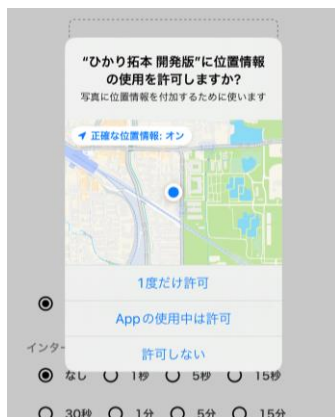 “ひかり拓本 開発版”に位置情報
の使用を許可しますか?
写真に位置情報を付加するために使います
正確な位置情報: オン
1度だけ許可
Appの使用中は許可
インター
許可しない
なし 1秒 5秒 15秒
30秒 1分 5分 15分